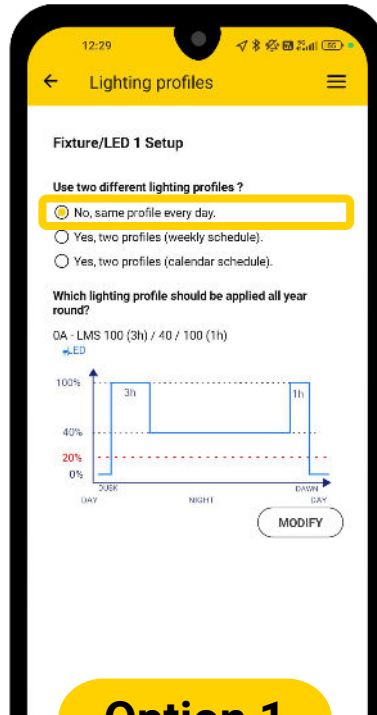 12:29
Lighting profiles
Fixture/LED 1 Setup
Use two different lighting profiles ?
No, same profile every day.
Yes, two profiles (weekly schedule).
Yes, two profiles (calendar schedule).
Which lighting profile should be applied all year
round?
0A - LMS 100 (3h) / 40 / 100 (1h)
LED
100%
3h
1h
40%
20%
0%
DUSK
DAWN
DAY
NIGHT
DAY
MODIFY
Option 1